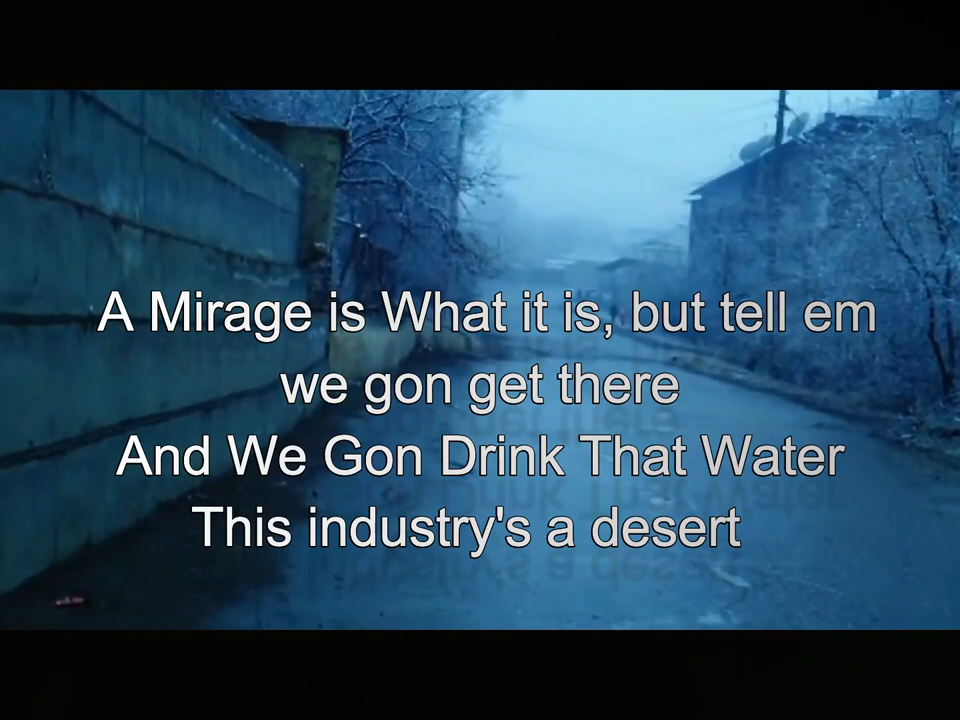 A Mirage is What it is, but tell em
we gon get there
And We Gon Drink That Water
This industry's a desert